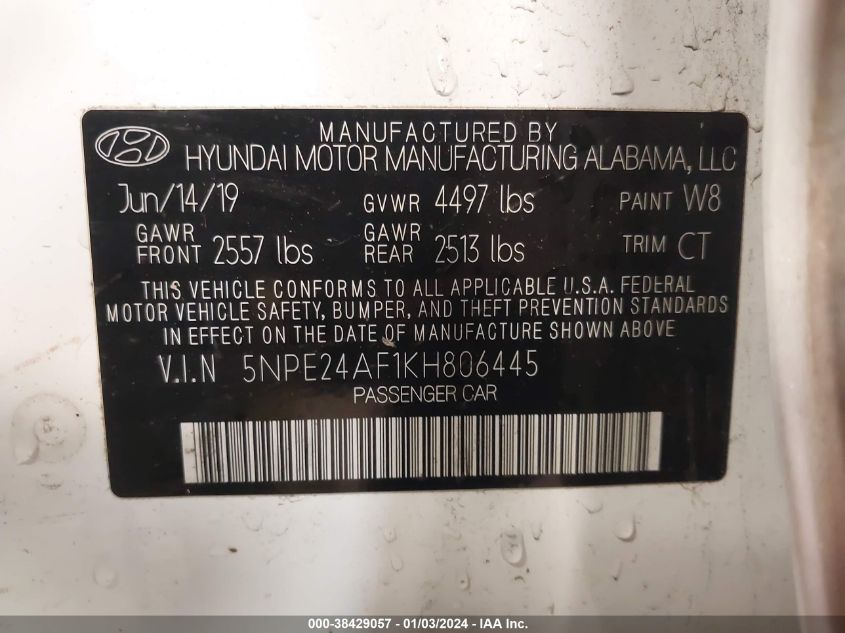 MANUFACTURED BY
HYUNDAI MOTOR MANUFACTURING ALABAMA, LLC
Jun/14/19 GVWR 4497 lbs PAINT W8
GAWR FRONT 2557 lbs GAWR REAR 2513 lbs TRIM CT
THIS VEHICLE CONFORMS TO ALL APPLICABLE U.S.A. FEDERAL
MOTOR VEHICLE SAFETY, BUMPER, AND THEFT PREVENTION STANDARDS
IN EFFECT ON THE DATE OF MANUFACTURE SHOWN ABOVE
V.I.N 5NPE24AF1KH806445
PASSENGER CAR
000-38429057 - 01/03/2024 - IAA Inc.